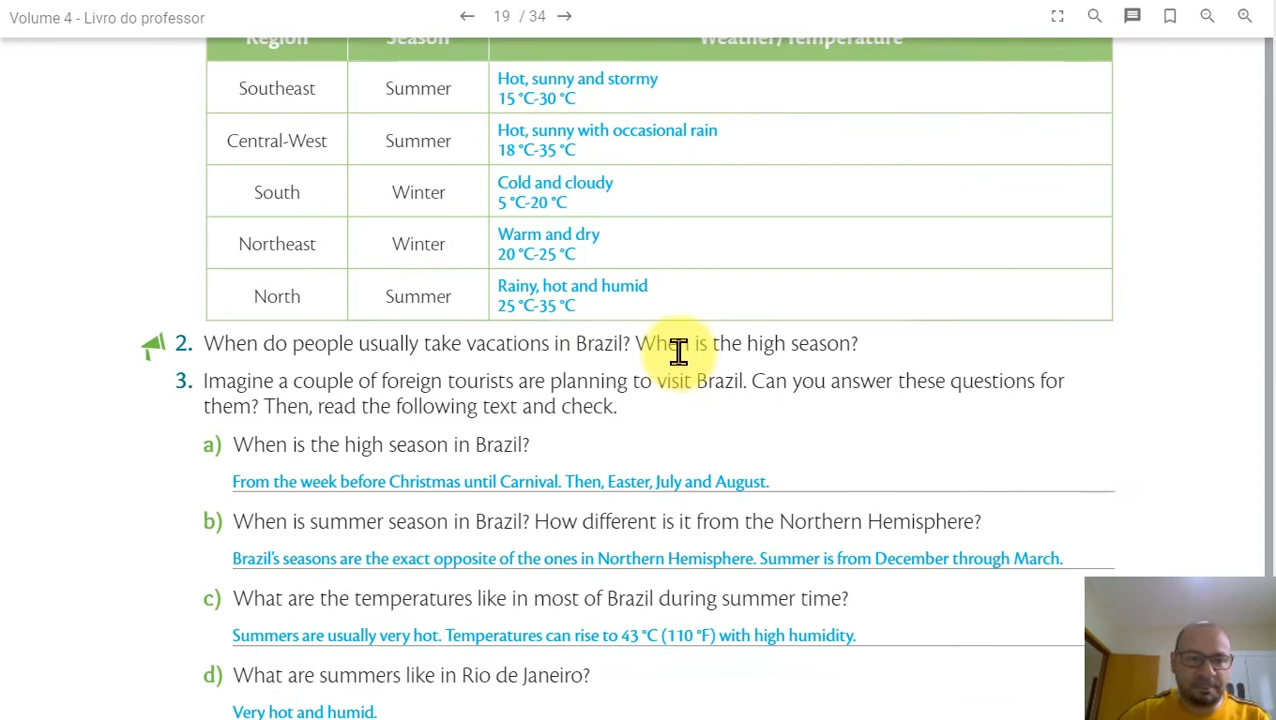 Volume 4 - Livro do professor
19 / 34
Region Season Weather/Temperature
Southeast Summer Hot, sunny and stormy
15 °C-30 °C
Central-West Summer Hot, sunny with occasional rain
18 °C-35 °C
South Winter Cold and cloudy
5 °C-20 °C
Northeast Winter Warm and dry
20 °C-25 °C
North Summer Rainy, hot and humid
25 °C-35 °C
2. When do people usually take vacations in Brazil? When is the high season?
3. Imagine a couple of foreign tourists are planning to visit Brazil. Can you answer these questions for
them? Then, read the following text and check.
a) When is the high season in Brazil?
From the week before Christmas until Carnival. Then, Easter, July and August.
b) When is summer season in Brazil? How different is it from the Northern Hemisphere?
Brazil's seasons are the exact opposite of the ones in Northern Hemisphere. Summer is from December through March.
c) What are the temperatures like in most of Brazil during summer time?
Summers are usually very hot. Temperatures can rise to 43 °C (110 °F) with high humidity.
d) What are summers like in Rio de Janeiro?
Very hot and humid.